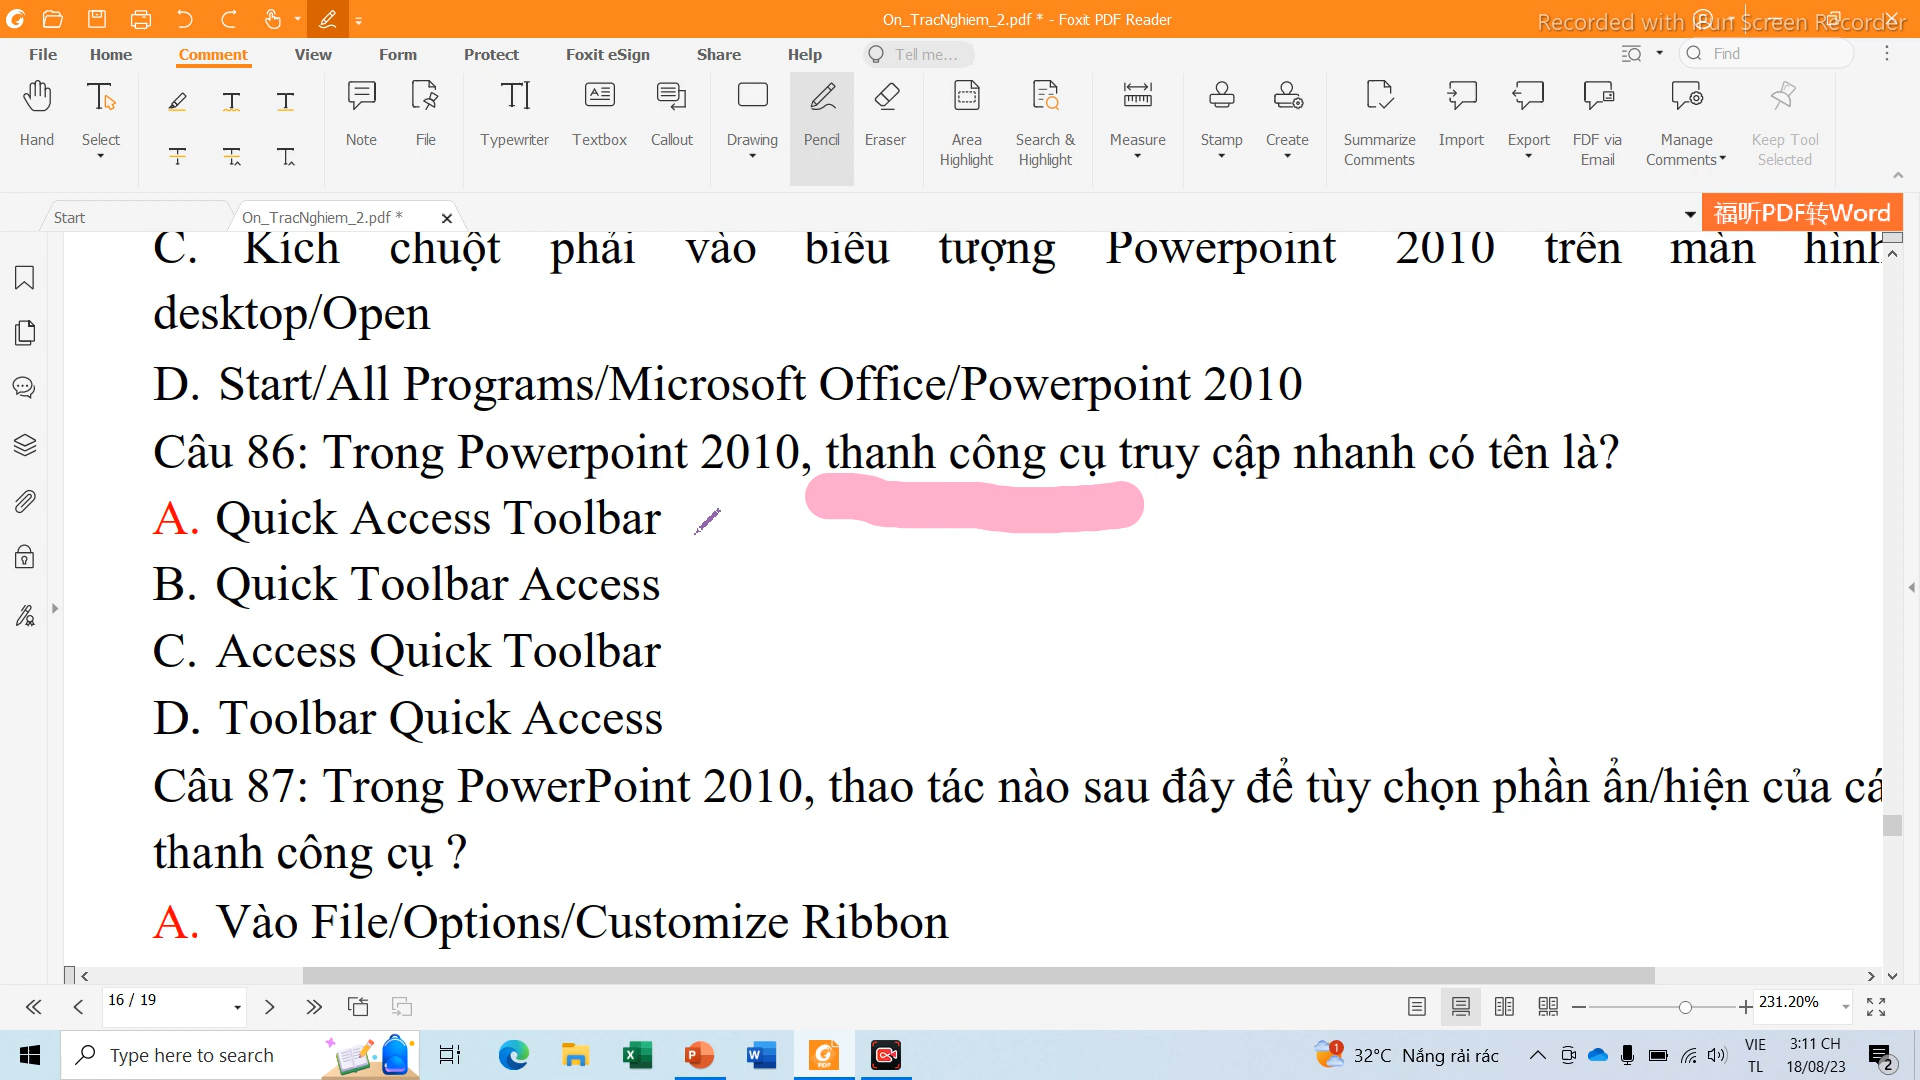 On_TracNghiem_2.pdf * - Foxit PDF Reader
Recorded with iFun Screen Recorder
File Home Comment View Form Protect Foxit eSign Share Help Tell me... Find
Hand Select Note File Typewriter Textbox Callout Drawing Pencil Eraser Area Highlight Search & Highlight Measure Stamp Create Summarize Comments Import Export FDF via Email Manage Comments Keep Tool Selected
Start On_TracNghiem_2.pdf * 福昕PDF转Word
C. Kích chuột phải vào biểu tượng Powerpoint 2010 trên màn hình
desktop/Open
D. Start/All Programs/Microsoft Office/Powerpoint 2010
Câu 86: Trong Powerpoint 2010, thanh công cụ truy cập nhanh có tên là?
A. Quick Access Toolbar
B. Quick Toolbar Access
C. Access Quick Toolbar
D. Toolbar Quick Access
Câu 87: Trong PowerPoint 2010, thao tác nào sau đây để tùy chọn phần ẩn/hiện của cá
thanh công cụ ?
A. Vào File/Options/Customize Ribbon
16 / 19 231.20%
Type here to search 32°C Nắng rải rác VIE 3:11 CH
TL 18/08/23 2